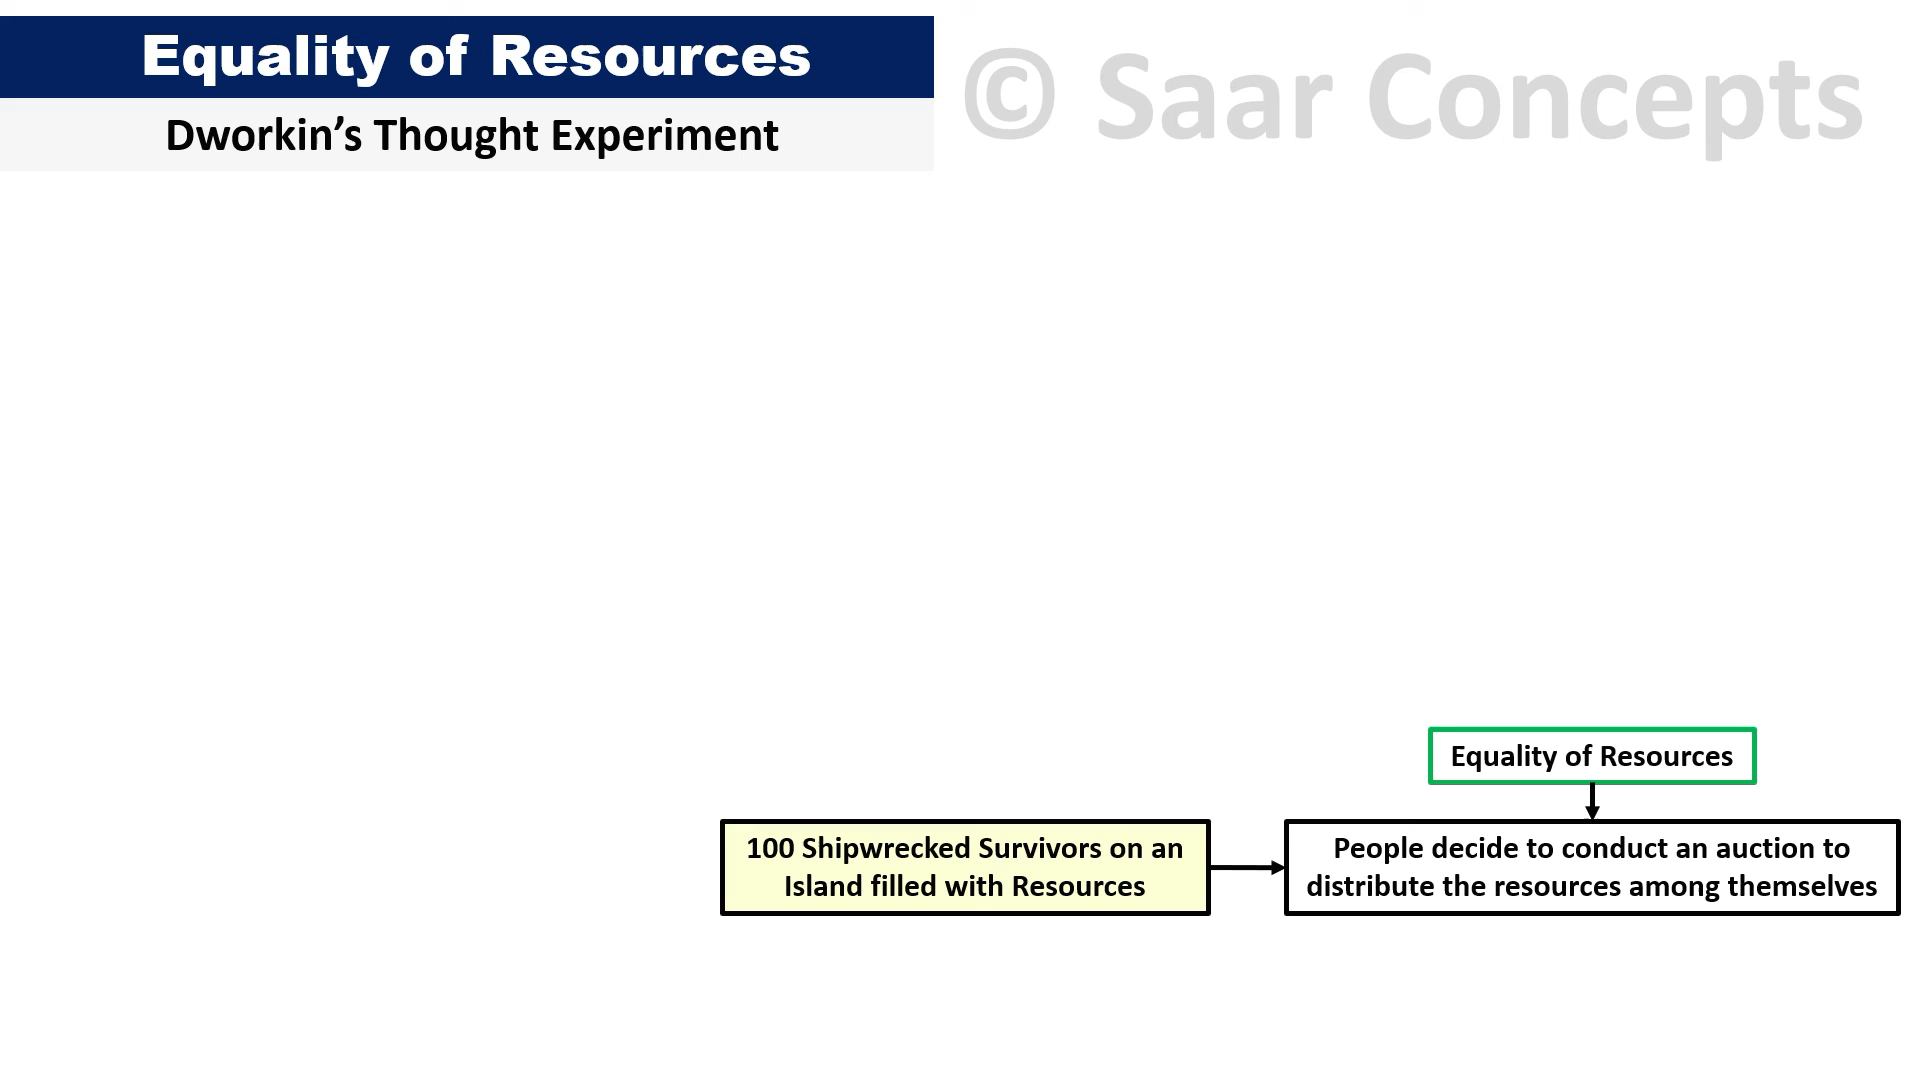 Equality of Resources
© Saar Concepts
Dworkin’s Thought Experiment
Equality of Resources
100 Shipwrecked Survivors on an
Island filled with Resources
People decide to conduct an auction to
distribute the resources among themselves